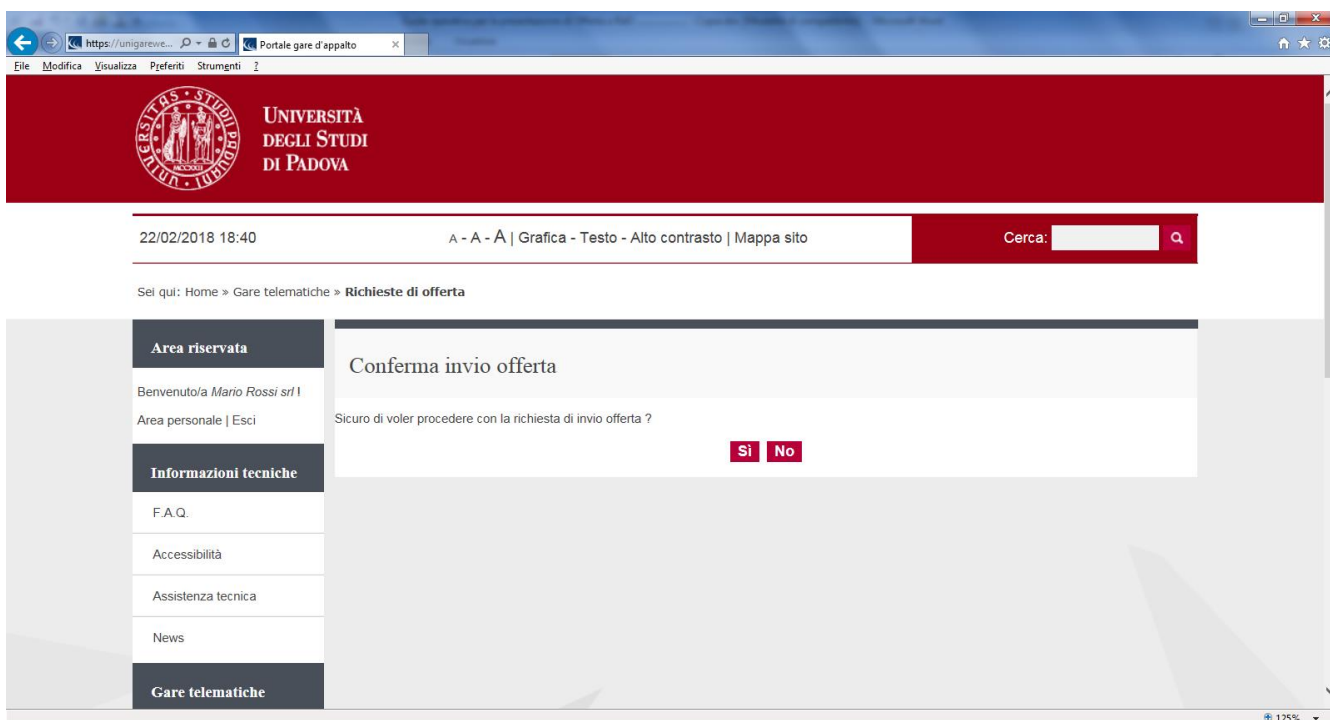 https://unigarewe...
Portale gare d'appalto
File Modifica Visualizza Preferiti Strumenti ?
UNIVERSITÀ
DEGLI STUDI
DI PADOVA
22/02/2018 18:40
A - A - A | Grafica - Testo - Alto contrasto | Mappa sito
Cerca:
Sei qui: Home » Gare telematiche » Richieste di offerta
Area riservata
Benvenuto/a Mario Rossi srl !
Area personale | Esci
Conferma invio offerta
Sicuro di voler procedere con la richiesta di invio offerta ?
Sì No
Informazioni tecniche
F.A.Q.
Accessibilità
Assistenza tecnica
News
Gare telematiche
125%